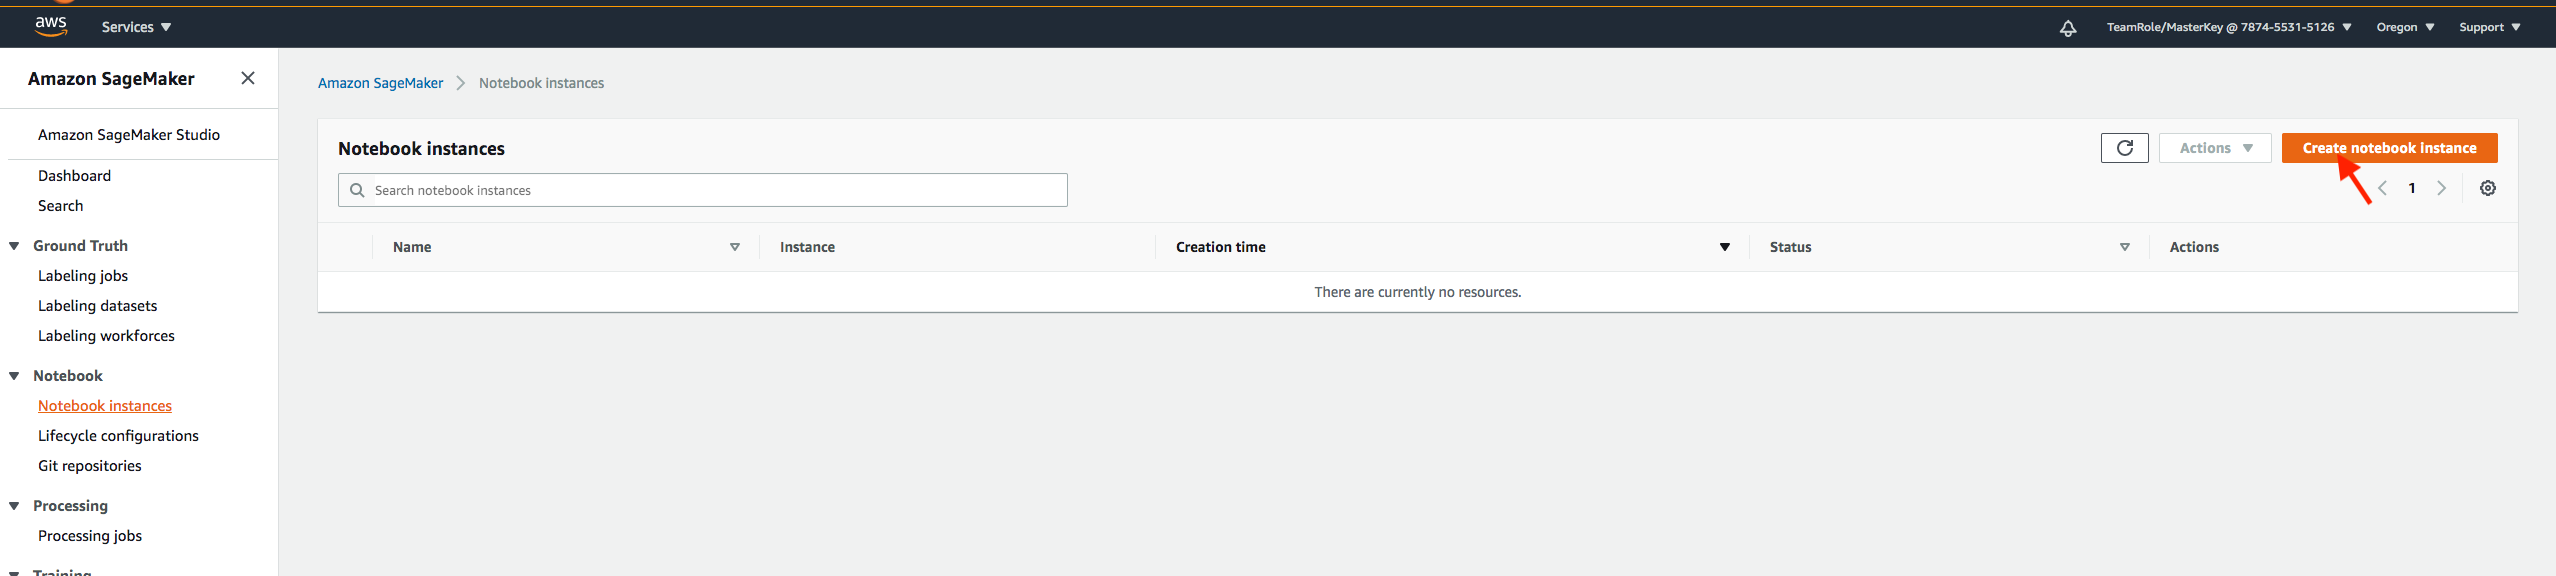 aws
Services
TeamRole/MasterKey @ 7874-5531-5126
Oregon
Support
Amazon SageMaker
Amazon SageMaker Studio
Dashboard
Search
Ground Truth
Labeling jobs
Labeling datasets
Labeling workforces
Notebook
Notebook instances
Lifecycle configurations
Git repositories
Processing
Processing jobs
Training
Amazon SageMaker
Notebook instances
Notebook instances
Actions
Create notebook instance
Search notebook instances
1
Name
Instance
Creation time
Status
Actions
There are currently no resources.